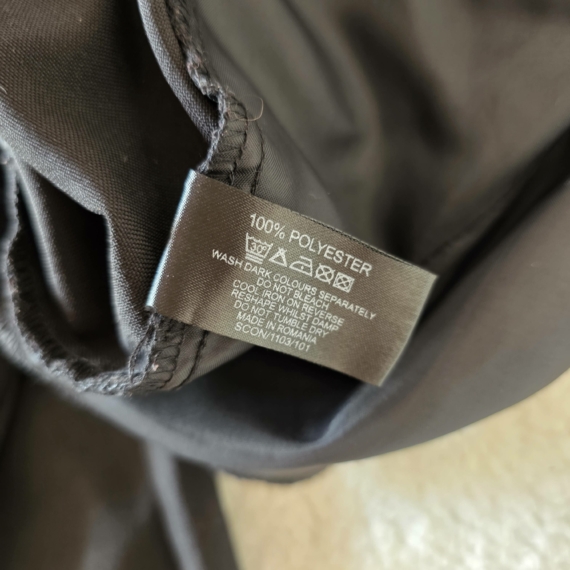 100% POLYESTER
30°
WASH DARK COLOURS SEPARATELY
DO NOT BLEACH
COOL IRON ON REVERSE
RESHAPE WHILST DAMP
DO NOT TUMBLE DRY
MADE IN ROMANIA
SCON/1103/101